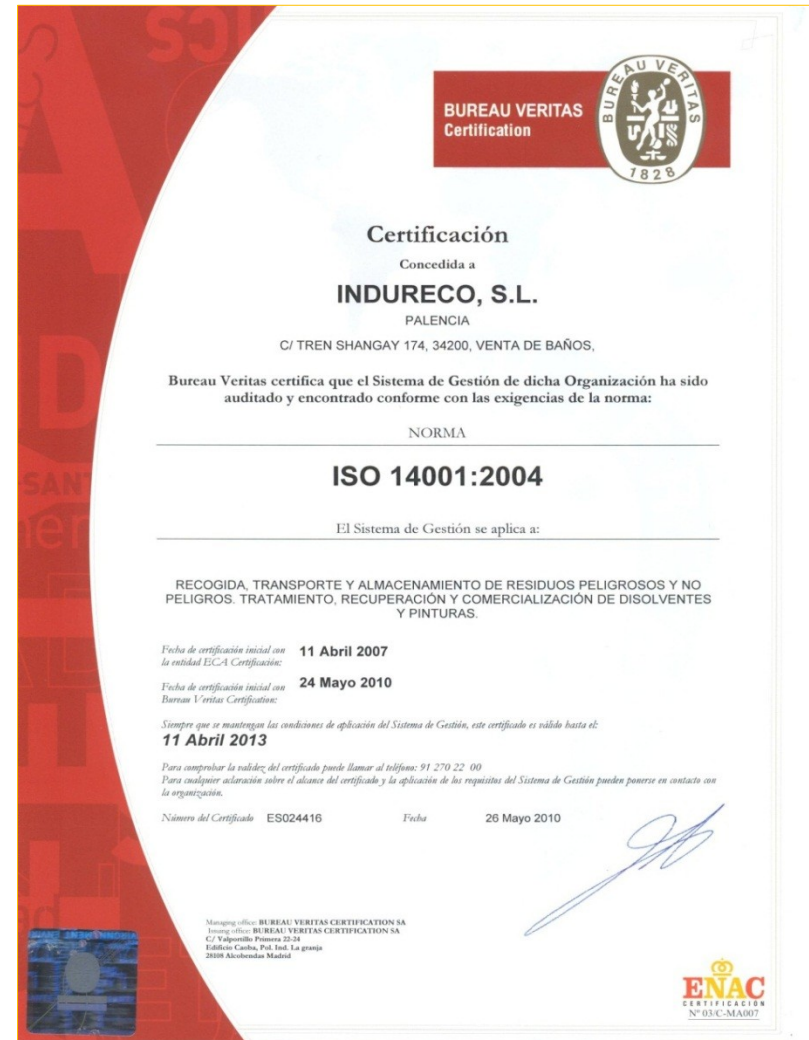 BUREAU VERITAS
Certification
BUREAU VERITAS
1828
Certificación
Concedida a
INDURECO, S.L.
PALENCIA
C/ TREN SHANGAY 174, 34200, VENTA DE BAÑOS,
Bureau Veritas certifica que el Sistema de Gestión de dicha Organización ha sido
auditado y encontrado conforme con las exigencias de la norma:
NORMA
ISO 14001:2004
El Sistema de Gestión se aplica a:
RECOGIDA, TRANSPORTE Y ALMACENAMIENTO DE RESIDUOS PELIGROSOS Y NO
PELIGROS. TRATAMIENTO, RECUPERACIÓN Y COMERCIALIZACIÓN DE DISOLVENTES
Y PINTURAS.
Fecha de certificación inicial con
la entidad ECA Certificación:
11 Abril 2007
Fecha de certificación inicial con
Bureau Veritas Certification:
24 Mayo 2010
Siempre que se mantengan las condiciones de aplicación del Sistema de Gestión, este certificado es válido hasta el:
11 Abril 2013
Para comprobar la validez del certificado puede llamar al teléfono: 91 270 22 00
Para cualquier aclaración sobre el alcance del certificado y la aplicación de los requisitos del Sistema de Gestión pueden ponerse en contacto con
la organización.
Número del Certificado ES024416 Fecha 26 Mayo 2010
Managing office: BUREAU VERITAS CERTIFICATION SA
Issuing office: BUREAU VERITAS CERTIFICATION SA
C/ Valportillo Primera 22-24
Edificio Caoba, Pol. Ind. La granja
28108 Alcobendas Madrid
ENAC
CERTIFICACIÓN
Nº 03/C-MA007